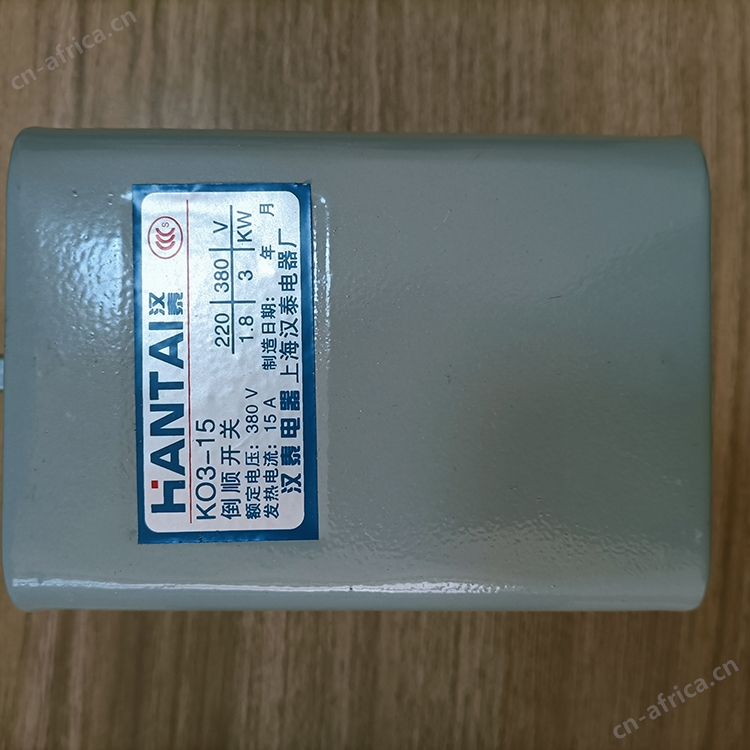 cn-africa.cn
HANTAI 汉泰
CCC S
KO3-15
倒顺开关
220 380 V
1.8 3 KW
额定电压: 380 V
发热电流: 15 A 制造日期: 年 月
汉泰电器 上海汉泰电器厂
cn-africa.cn